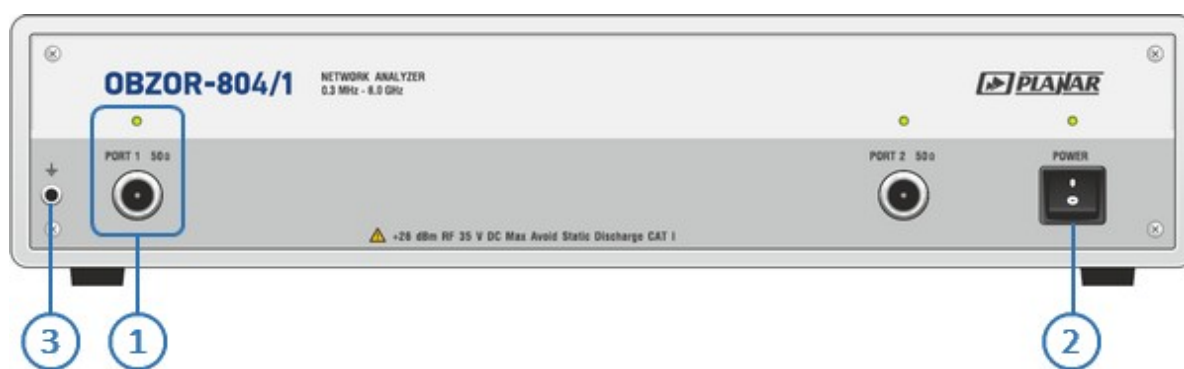 OBZOR-804/1
NETWORK ANALYZER
0.3 MHz - 8.0 GHz
PLANAR
PORT 1 50Ω
PORT 2 50Ω
POWER
+26 dBm RF 35 V DC Max Avoid Static Discharge CAT I
3
1
2